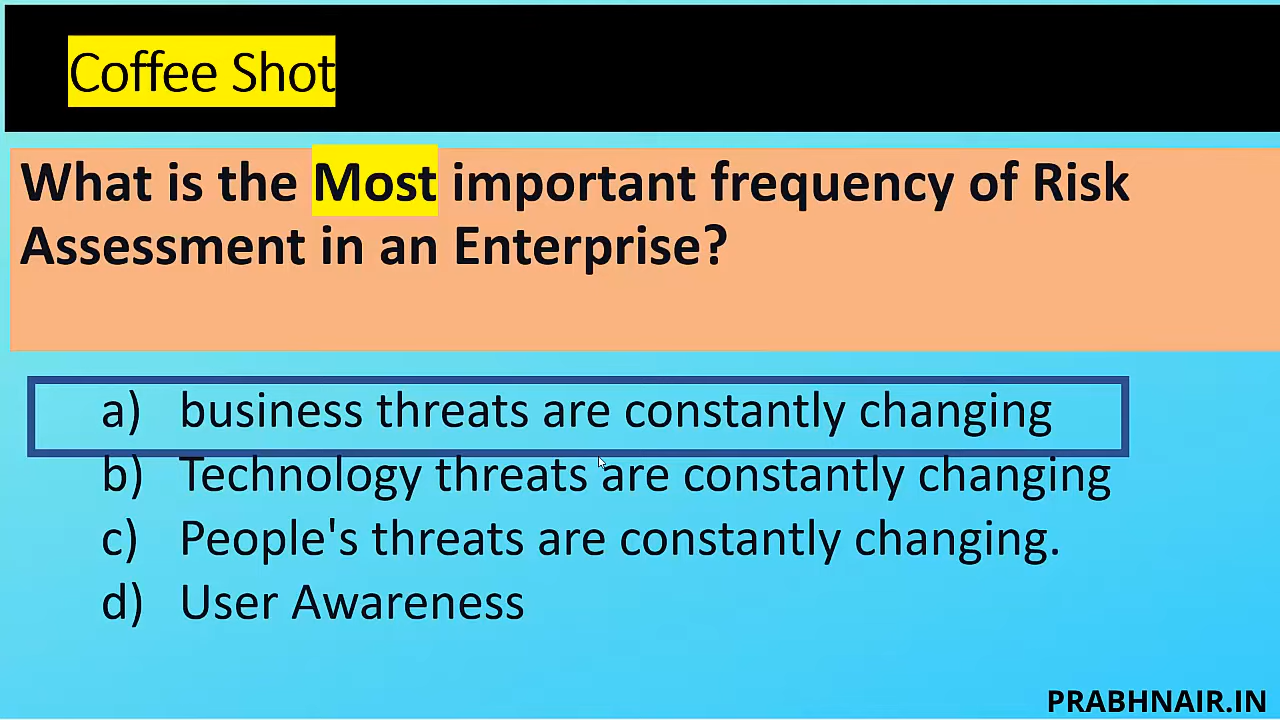 Coffee Shot
What is the Most important frequency of Risk
Assessment in an Enterprise?
a) business threats are constantly changing
b) Technology threats are constantly changing
c) People's threats are constantly changing.
d) User Awareness
PRABHNAIR.IN